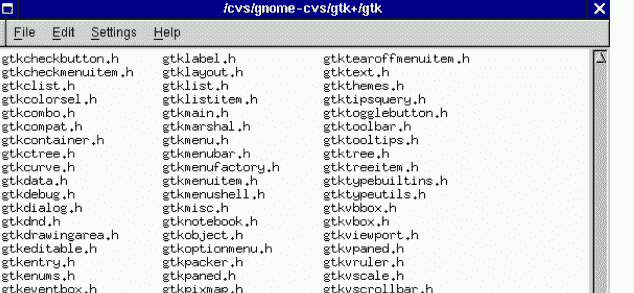 /cvs/gnome-cvs/gtk+/gtk
File Edit Settings Help
gtkcheckbutton.h gtklabel.h gtktearoffmenuitem.h
gtkcheckmenuitem.h gtklayout.h gtktext.h
gtkclist.h gtklist.h gtkthemes.h
gtkcolorsel.h gtklistitem.h gtktipsquery.h
gtkcombo.h gtkmain.h gtktogglebutton.h
gtkcompat.h gtkmarshal.h gtktoolbar.h
gtkcontainer.h gtkmenu.h gtktooltips.h
gtkctree.h gtkmenubar.h gtktree.h
gtkcurve.h gtkmenufactory.h gtktreeitem.h
gtkdata.h gtkmenuitem.h gtktypebuiltins.h
gtkdebug.h gtkmenushell.h gtktypeutils.h
gtkdialog.h gtkmisc.h gtkvbbox.h
gtkdnd.h gtknotebook.h gtkvbox.h
gtkdrawingarea.h gtkobject.h gtkviewport.h
gtkeditable.h gtkoptionmenu.h gtkvpaned.h
gtkentry.h gtkpacker.h gtkvruler.h
gtkenums.h gtkpaned.h gtkvscale.h
gtkeventbox.h gtkpixmap.h gtkvscrollbar.h